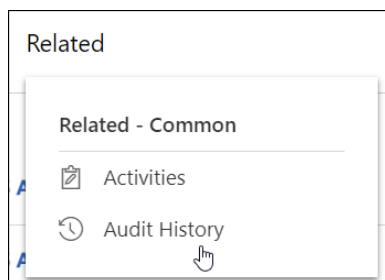 Related
Related - Common
Activities
Audit History
A
A